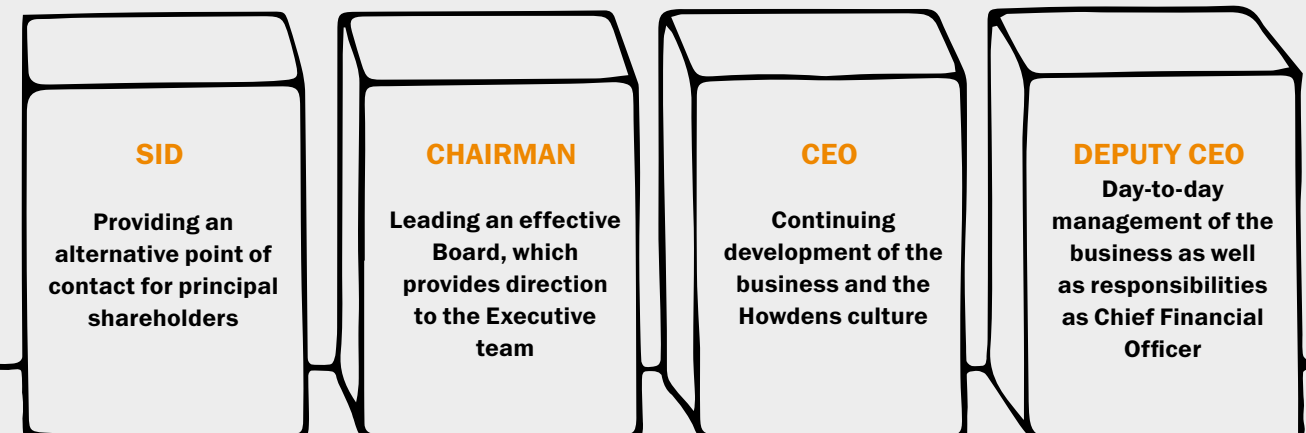 SID
Providing an
alternative point of
contact for principal
shareholders
CHAIRMAN
Leading an effective
Board, which
provides direction
to the Executive
team
CEO
Continuing
development of the
business and the
Howdens culture
DEPUTY CEO
Day-to-day
management of the
business as well
as responsibilities
as Chief Financial
Officer